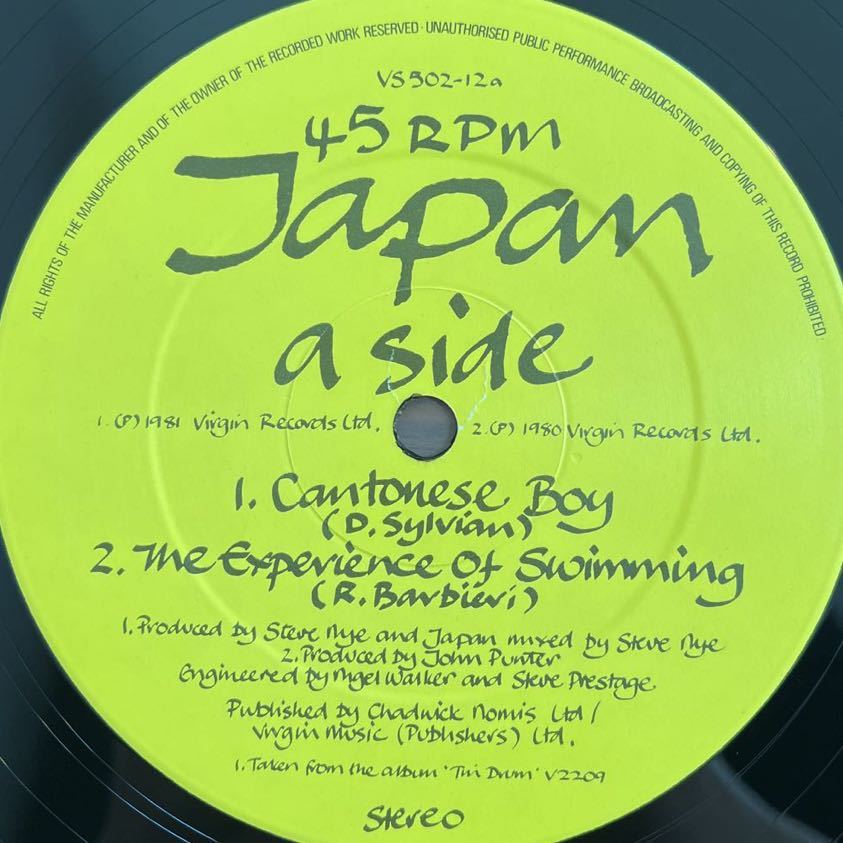 ALL RIGHTS OF THE MANUFACTURER AND OF THE OWNER OF THE RECORDED WORK RESERVED · UNAUTHORISED PUBLIC PERFORMANCE BROADCASTING AND COPYING OF THIS RECORD PROHIBITED
VS502-12a
45 RPM
Japan
a side
1. (P) 1981 Virgin Records Ltd. 2. (P) 1980 Virgin Records Ltd.
1. Cantonese Boy
(D. Sylvian)
2. The Experience Of Swimming
(R. Barbieri)
1. Produced by Steve Nye and Japan mixed by Steve Nye
2. Produced by John Punter
Engineered by Nigel Walker and Steve Prestage.
Published by Chadwick Nomis Ltd /
Virgin Music (Publishers) Ltd.
1. Taken from the album 'Tin Drum' V2209
Stereo